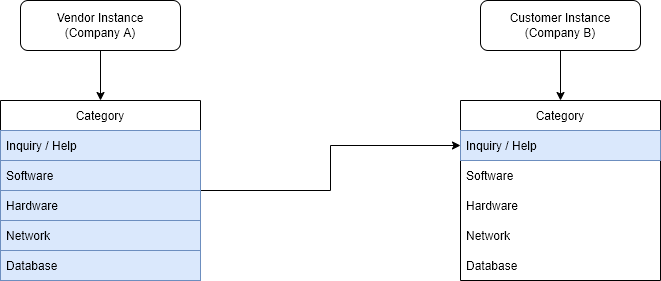 Vendor Instance
(Company A)
Customer Instance
(Company B)
Category
Inquiry / Help
Software
Hardware
Network
Database
Category
Inquiry / Help
Software
Hardware
Network
Database